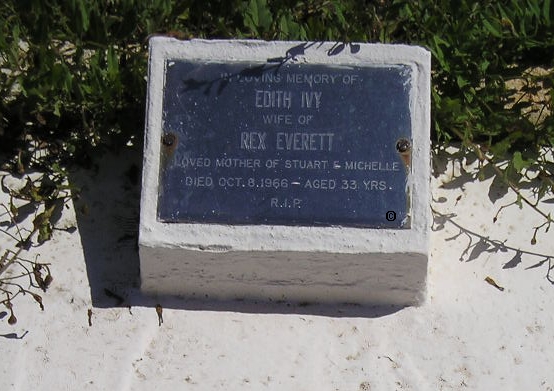 IN LOVING MEMORY OF
EDITH IVY
WIFE OF
REX EVERETT
LOVED MOTHER OF STUART & MICHELLE
DIED OCT. 8. 1966 – AGED 33 YRS.
R.I.P.
©